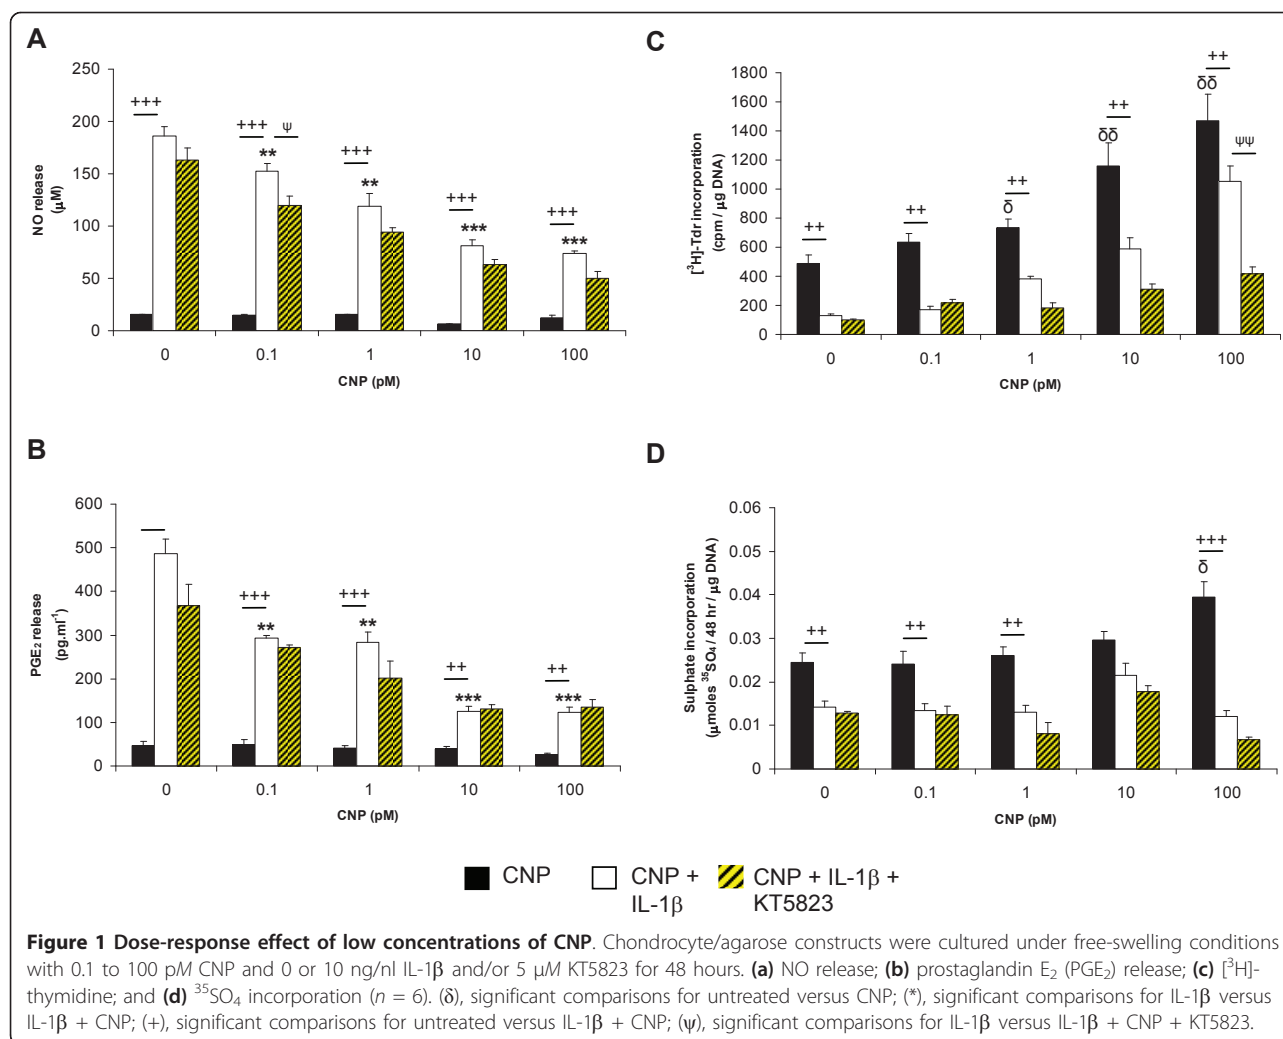 A
250
200
150
100
50
0
NO release
(μM)
+++
+++
ψ
**
+++
**
+++
***
+++
***
0 0.1 1 10 100
CNP (pM)
C
1800
1600
1400
1200
1000
800
600
400
200
0
[³H]-Tdr incorporation
(cpm / μg DNA)
++
++
++
δ
++
δδ
++
δδ
ψψ
0 0.1 1 10 100
CNP (pM)
B
600
500
400
300
200
100
0
PGE₂ release
(pg.ml⁻¹)
+++
**
+++
**
++
***
++
***
0 0.1 1 10 100
CNP (pM)
D
0.06
0.05
0.04
0.03
0.02
0.01
0
Sulphate incorporation
(μmoles ³⁵SO₄ / 48 hr / μg DNA)
++
++
++
+++
δ
0 0.1 1 10 100
CNP (pM)
CNP
CNP +
IL-1β
CNP + IL-1β +
KT5823
Figure 1 Dose-response effect of low concentrations of CNP. Chondrocyte/agarose constructs were cultured under free-swelling conditions
with 0.1 to 100 pM CNP and 0 or 10 ng/nl IL-1β and/or 5 μM KT5823 for 48 hours. (a) NO release; (b) prostaglandin E₂ (PGE₂) release; (c) [³H]-
thymidine; and (d) ³⁵SO₄ incorporation (n = 6). (δ), significant comparisons for untreated versus CNP; (*), significant comparisons for IL-1β versus
IL-1β + CNP; (+), significant comparisons for untreated versus IL-1β + CNP; (ψ), significant comparisons for IL-1β versus IL-1β + CNP + KT5823.